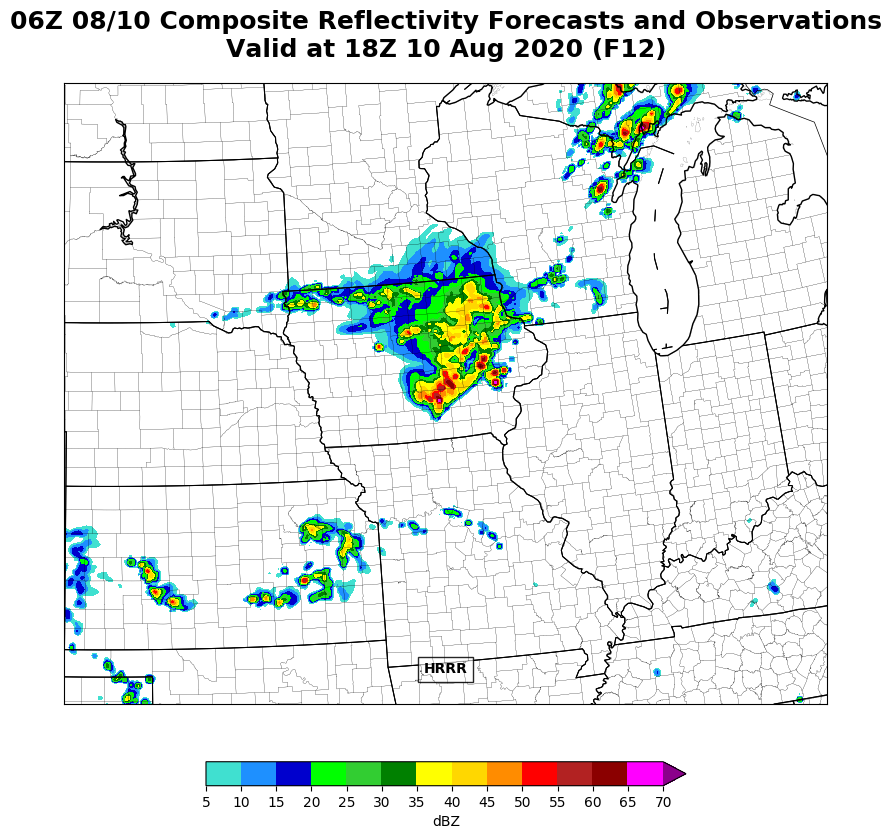 06Z 08/10 Composite Reflectivity Forecasts and Observations
Valid at 18Z 10 Aug 2020 (F12)
HRRR
5 10 15 20 25 30 35 40 45 50 55 60 65 70
dBZ